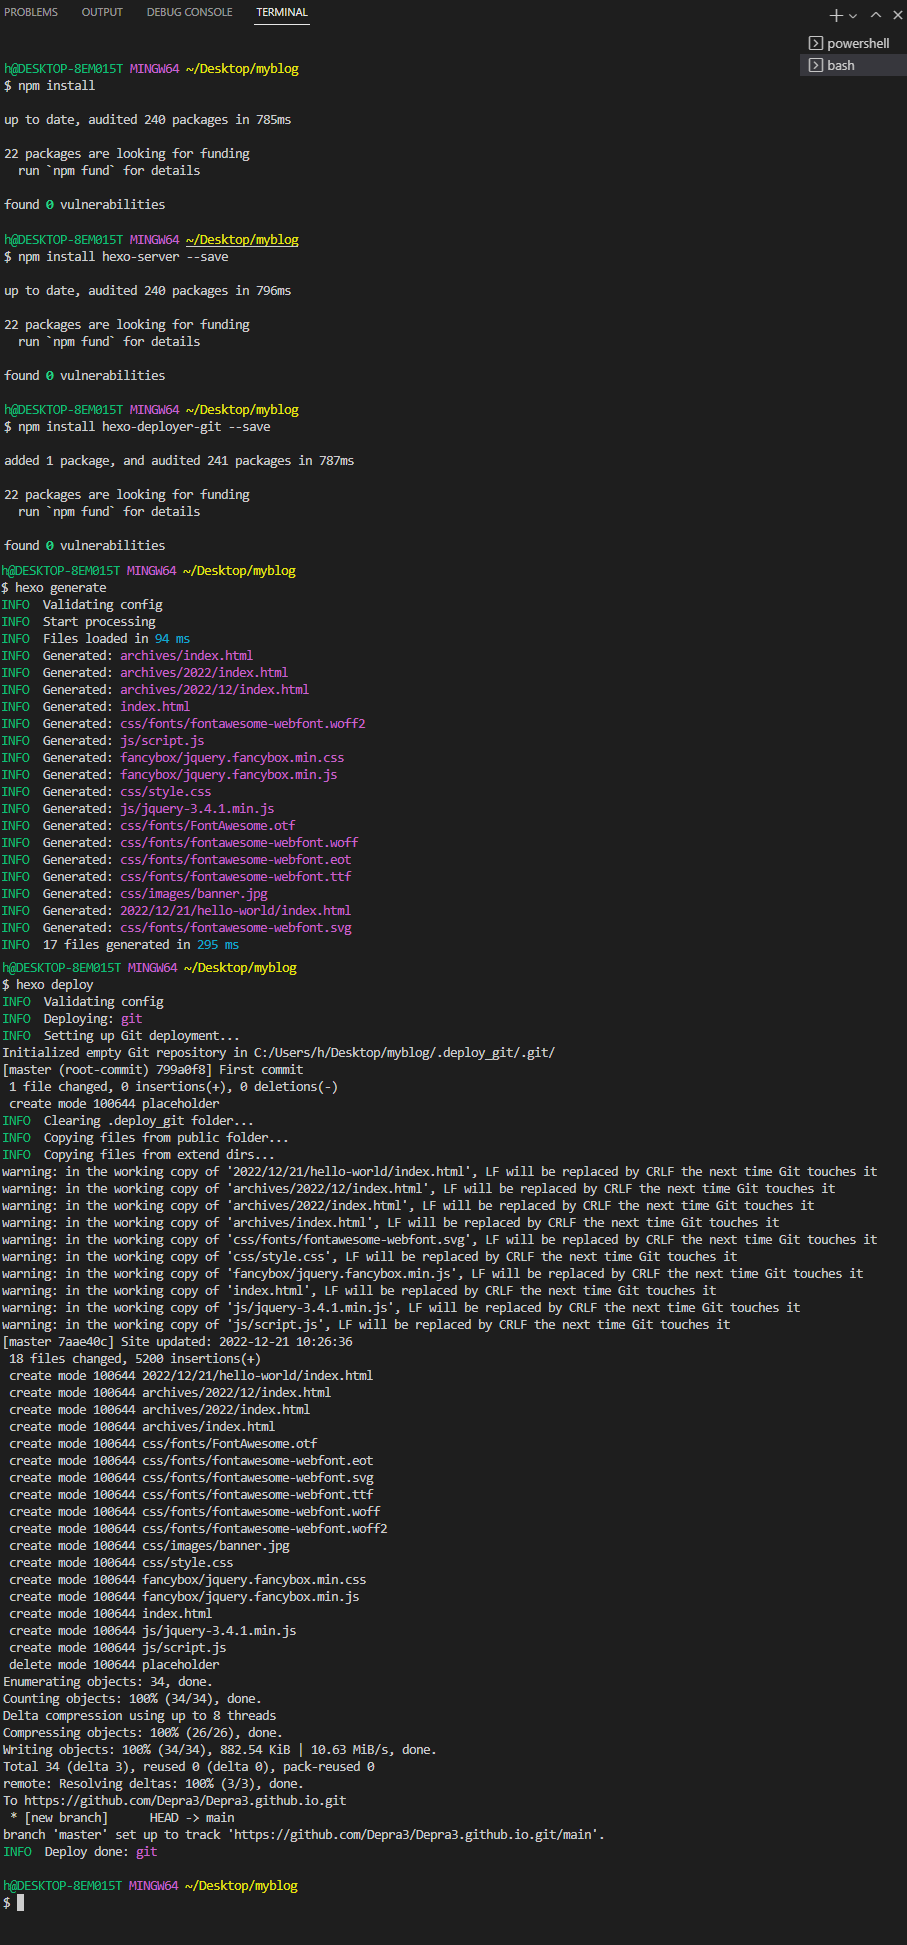 PROBLEMS OUTPUT DEBUG CONSOLE TERMINAL
powershell
bash
h@DESKTOP-8EM015T MINGW64 ~/Desktop/myblog
$ npm install
up to date, audited 240 packages in 785ms
22 packages are looking for funding
  run `npm fund` for details
found 0 vulnerabilities
h@DESKTOP-8EM015T MINGW64 ~/Desktop/myblog
$ npm install hexo-server --save
up to date, audited 240 packages in 796ms
22 packages are looking for funding
  run `npm fund` for details
found 0 vulnerabilities
h@DESKTOP-8EM015T MINGW64 ~/Desktop/myblog
$ npm install hexo-deployer-git --save
added 1 package, and audited 241 packages in 787ms
22 packages are looking for funding
  run `npm fund` for details
found 0 vulnerabilities
h@DESKTOP-8EM015T MINGW64 ~/Desktop/myblog
$ hexo generate
INFO  Validating config
INFO  Start processing
INFO  Files loaded in 94 ms
INFO  Generated: archives/index.html
INFO  Generated: archives/2022/index.html
INFO  Generated: archives/2022/12/index.html
INFO  Generated: index.html
INFO  Generated: css/fonts/fontawesome-webfont.woff2
INFO  Generated: js/script.js
INFO  Generated: fancybox/jquery.fancybox.min.css
INFO  Generated: fancybox/jquery.fancybox.min.js
INFO  Generated: css/style.css
INFO  Generated: js/jquery-3.4.1.min.js
INFO  Generated: css/fonts/FontAwesome.otf
INFO  Generated: css/fonts/fontawesome-webfont.woff
INFO  Generated: css/fonts/fontawesome-webfont.eot
INFO  Generated: css/fonts/fontawesome-webfont.ttf
INFO  Generated: css/images/banner.jpg
INFO  Generated: 2022/12/21/hello-world/index.html
INFO  Generated: css/fonts/fontawesome-webfont.svg
INFO  17 files generated in 295 ms
h@DESKTOP-8EM015T MINGW64 ~/Desktop/myblog
$ hexo deploy
INFO  Validating config
INFO  Deploying: git
INFO  Setting up Git deployment...
Initialized empty Git repository in C:/Users/h/Desktop/myblog/.deploy_git/.git/
[master (root-commit) 799a0f8] First commit
 1 file changed, 0 insertions(+), 0 deletions(-)
 create mode 100644 placeholder
INFO  Clearing .deploy_git folder...
INFO  Copying files from public folder...
INFO  Copying files from extend dirs...
warning: in the working copy of '2022/12/21/hello-world/index.html', LF will be replaced by CRLF the next time Git touches it
warning: in the working copy of 'archives/2022/12/index.html', LF will be replaced by CRLF the next time Git touches it
warning: in the working copy of 'archives/2022/index.html', LF will be replaced by CRLF the next time Git touches it
warning: in the working copy of 'archives/index.html', LF will be replaced by CRLF the next time Git touches it
warning: in the working copy of 'css/fonts/fontawesome-webfont.svg', LF will be replaced by CRLF the next time Git touches it
warning: in the working copy of 'css/style.css', LF will be replaced by CRLF the next time Git touches it
warning: in the working copy of 'fancybox/jquery.fancybox.min.js', LF will be replaced by CRLF the next time Git touches it
warning: in the working copy of 'index.html', LF will be replaced by CRLF the next time Git touches it
warning: in the working copy of 'js/jquery-3.4.1.min.js', LF will be replaced by CRLF the next time Git touches it
warning: in the working copy of 'js/script.js', LF will be replaced by CRLF the next time Git touches it
[master 7aae40c] Site updated: 2022-12-21 10:26:36
 18 files changed, 5200 insertions(+)
 create mode 100644 2022/12/21/hello-world/index.html
 create mode 100644 archives/2022/12/index.html
 create mode 100644 archives/2022/index.html
 create mode 100644 archives/index.html
 create mode 100644 css/fonts/FontAwesome.otf
 create mode 100644 css/fonts/fontawesome-webfont.eot
 create mode 100644 css/fonts/fontawesome-webfont.svg
 create mode 100644 css/fonts/fontawesome-webfont.ttf
 create mode 100644 css/fonts/fontawesome-webfont.woff
 create mode 100644 css/fonts/fontawesome-webfont.woff2
 create mode 100644 css/images/banner.jpg
 create mode 100644 css/style.css
 create mode 100644 fancybox/jquery.fancybox.min.css
 create mode 100644 fancybox/jquery.fancybox.min.js
 create mode 100644 index.html
 create mode 100644 js/jquery-3.4.1.min.js
 create mode 100644 js/script.js
 delete mode 100644 placeholder
Enumerating objects: 34, done.
Counting objects: 100% (34/34), done.
Delta compression using up to 8 threads
Compressing objects: 100% (26/26), done.
Writing objects: 100% (34/34), 882.54 KiB | 10.63 MiB/s, done.
Total 34 (delta 3), reused 0 (delta 0), pack-reused 0
remote: Resolving deltas: 100% (3/3), done.
To https://github.com/Depra3/Depra3.github.io.git
 * [new branch]      HEAD -> main
branch 'master' set up to track 'https://github.com/Depra3/Depra3.github.io.git/main'.
INFO  Deploy done: git
h@DESKTOP-8EM015T MINGW64 ~/Desktop/myblog
$